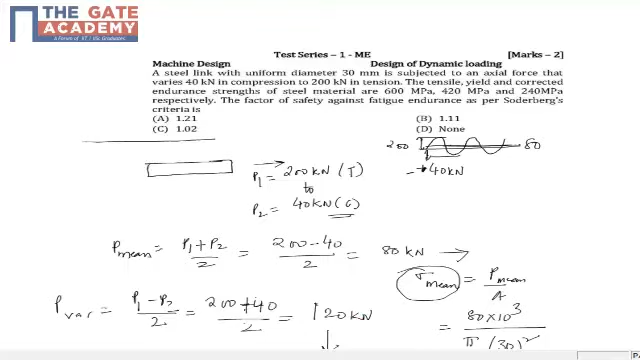 THE GATE
ACADEMY
A Forum of IIT / IISc Graduates
Test Series – 1 - ME [Marks – 2]
Machine Design Design of Dynamic loading
A steel link with uniform diameter 30 mm is subjected to an axial force that
varies 40 kN in compression to 200 kN in tension. The tensile, yield and corrected
endurance strengths of steel material are 600 MPa, 420 MPa and 240MPa
respectively. The factor of safety against fatigue endurance as per Soderberg's
criteria is
(A) 1.21 (B) 1.11
(C) 1.02 (D) None
200 80
-40KN
P₁ = 200KN (T)
to
P₂ = 40KN (C)
Pmean = P₁+P₂/2 = 200-40/2 = 80 KN →
σmean = Pmean/A
Pvar = P₁-P₂/2 = 200+40/2 = 120KN
= 80×10³
π (30)²